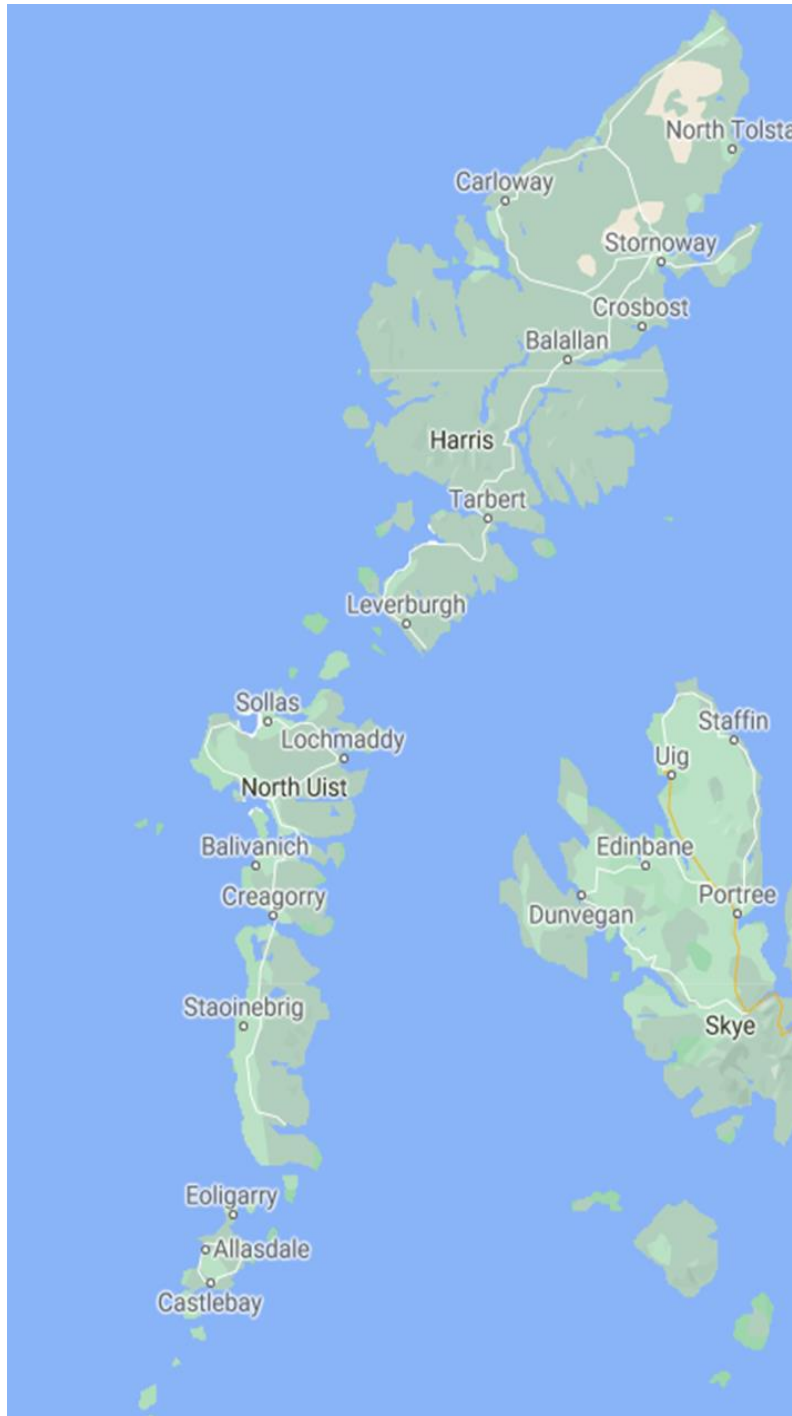 North Tolsta
Carloway
Stornoway
Crosbost
Balallan
Harris
Tarbert
Leverburgh
Sollas
Staffin
Lochmaddy
Uig
North Uist
Balivanich
Edinbane
Creagorry
Portree
Dunvegan
Staoinebrig
Skye
Eoligarry
Allasdale
Castlebay